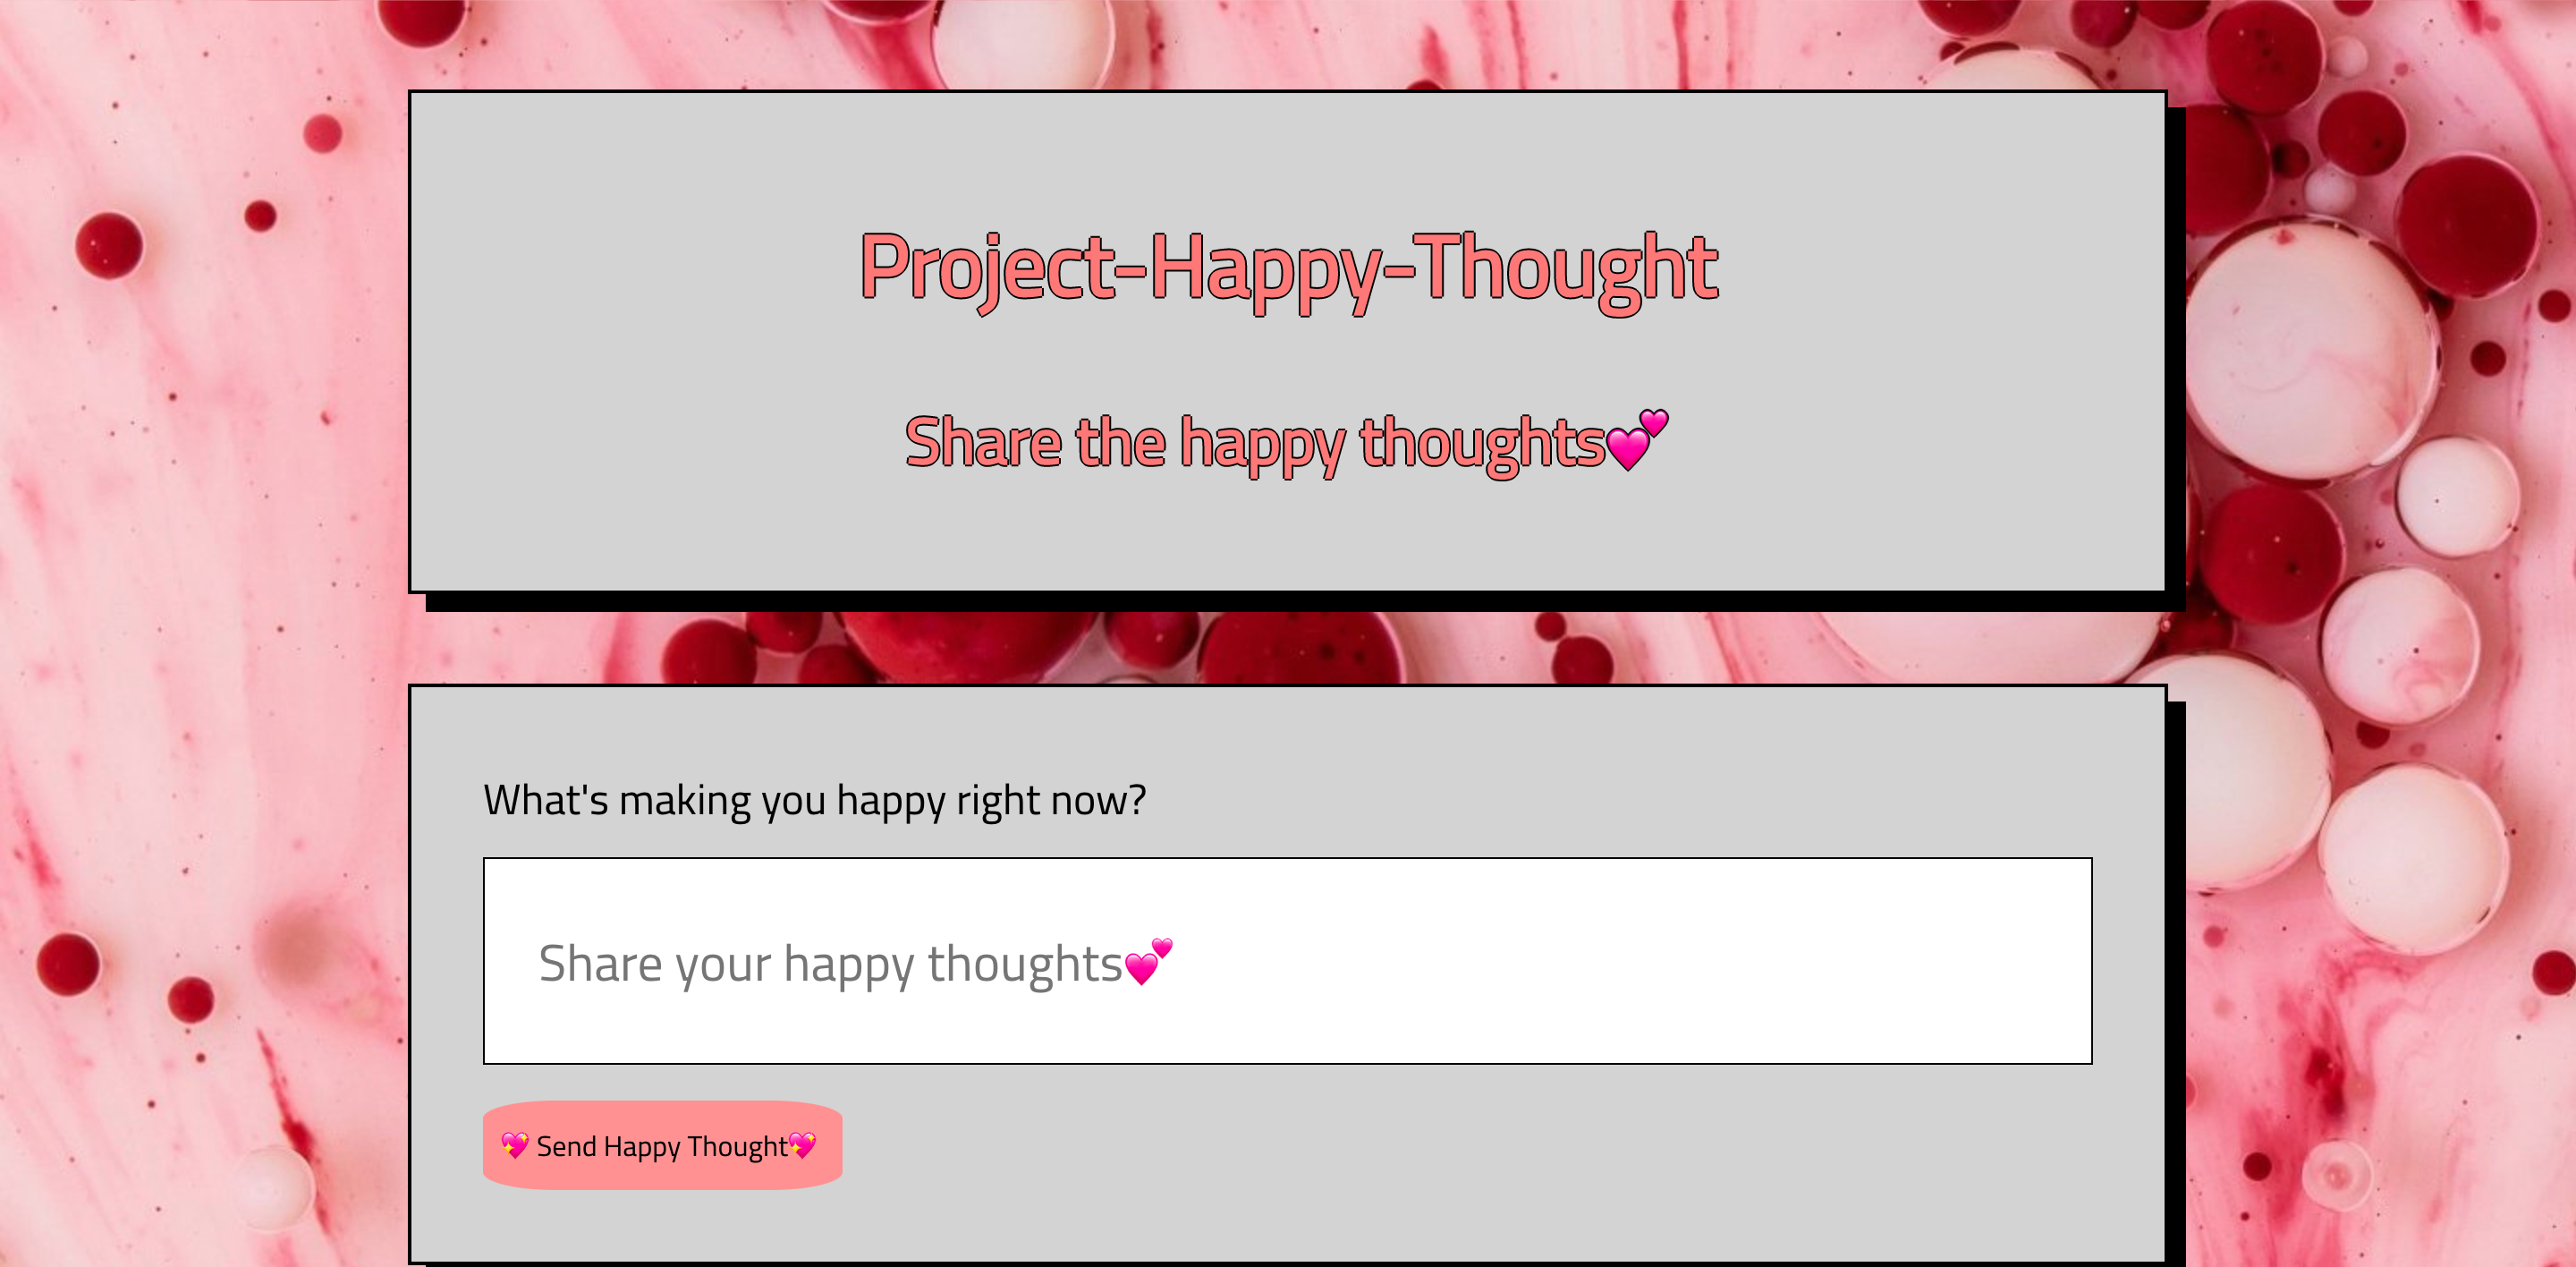 Project-Happy-Thought
Share the happy thoughts💕
What's making you happy right now?
Share your happy thoughts💕
💖 Send Happy Thought💖